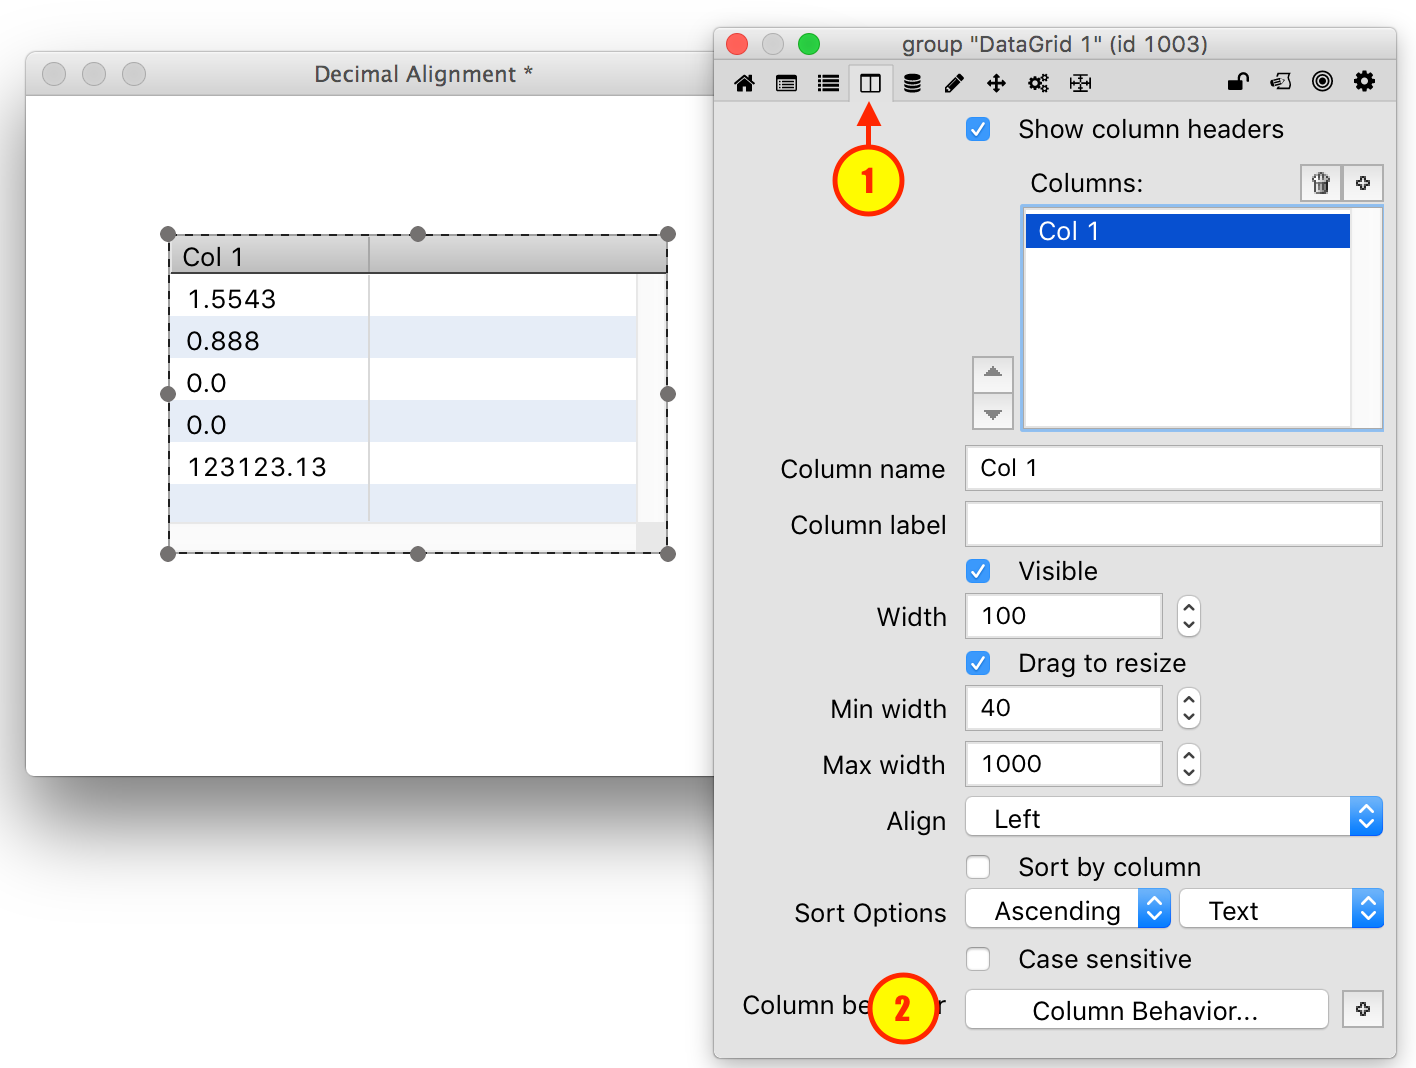 Decimal Alignment *
Col 1
1.5543
0.888
0.0
0.0
123123.13
group "DataGrid 1" (id 1003)
1
Show column headers
Columns:
Col 1
Column name Col 1
Column label
Visible
Width 100
Drag to resize
Min width 40
Max width 1000
Align Left
Sort by column
Sort Options Ascending Text
Case sensitive
Column be 2 r Column Behavior...